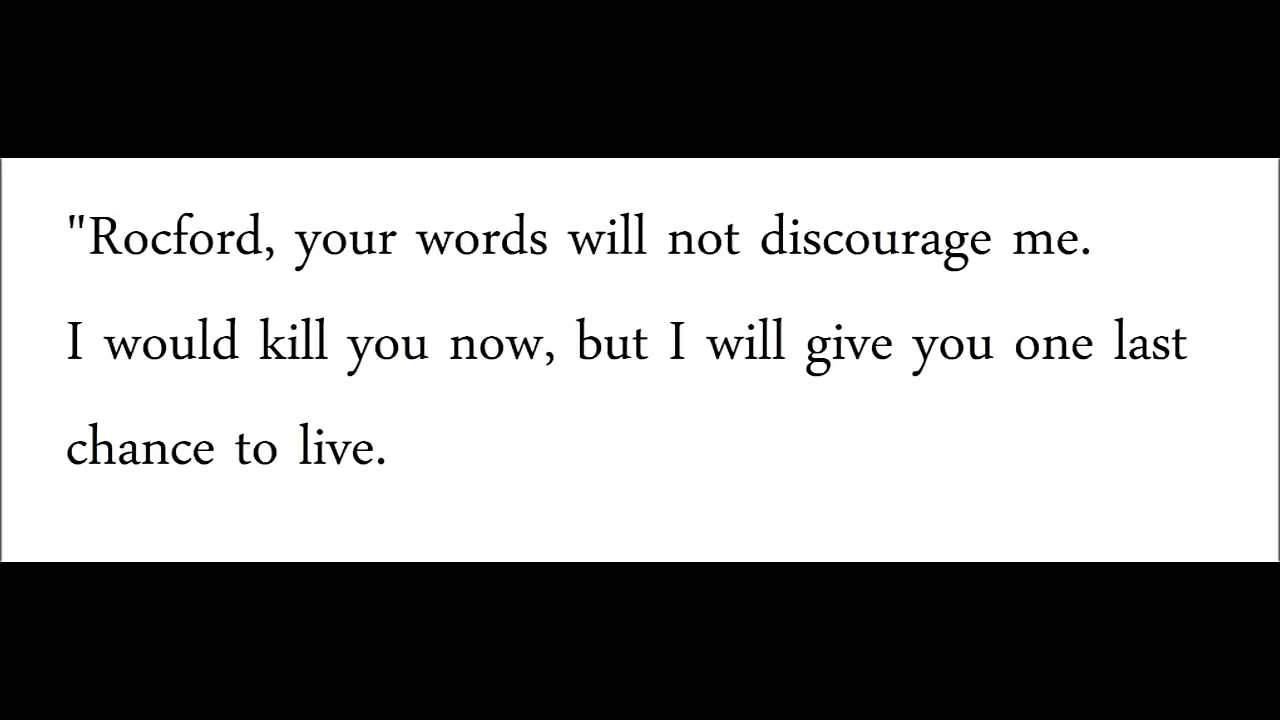 "Rocford, your words will not discourage me.
I would kill you now, but I will give you one last
chance to live.